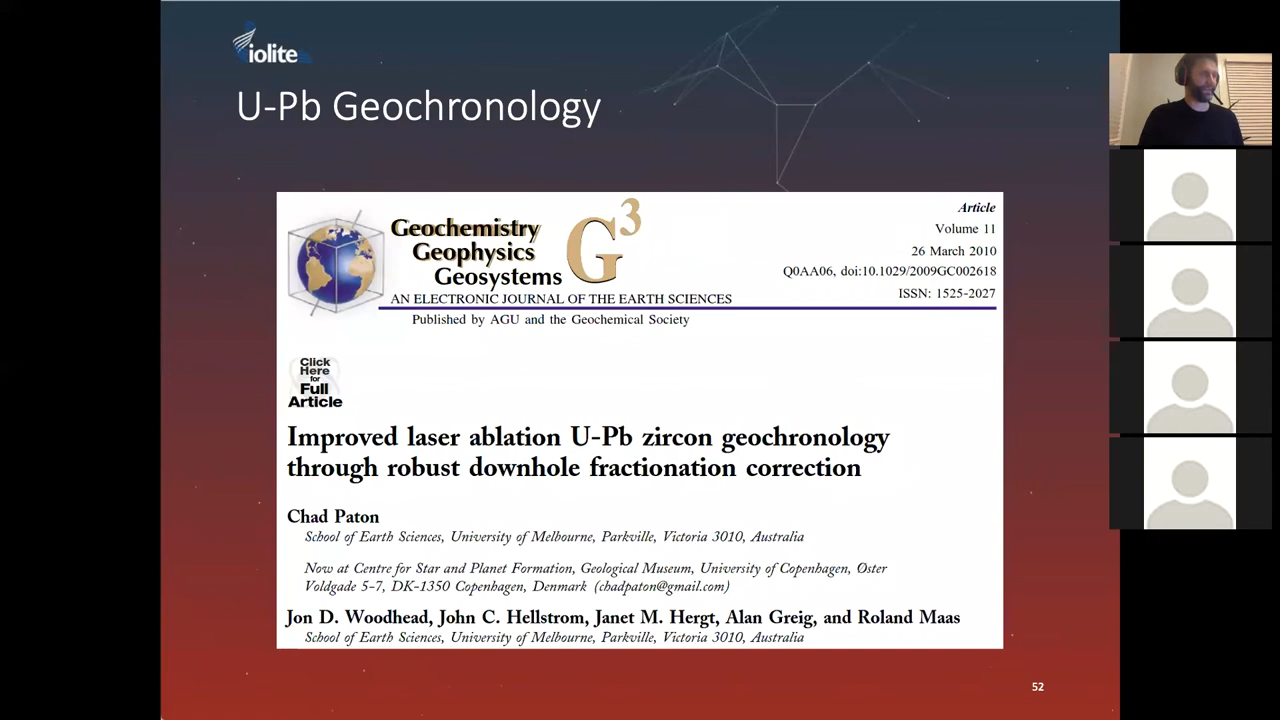 iolite
U-Pb Geochronology
Geochemistry
Geophysics
Geosystems
G3
AN ELECTRONIC JOURNAL OF THE EARTH SCIENCES
Published by AGU and the Geochemical Society
Article
Volume 11
26 March 2010
Q0AA06, doi:10.1029/2009GC002618
ISSN: 1525-2027
Click
Here
for
Full
Article
Improved laser ablation U-Pb zircon geochronology
through robust downhole fractionation correction
Chad Paton
School of Earth Sciences, University of Melbourne, Parkville, Victoria 3010, Australia
Now at Centre for Star and Planet Formation, Geological Museum, University of Copenhagen, Øster
Voldgade 5-7, DK-1350 Copenhagen, Denmark (chadpaton@gmail.com)
Jon D. Woodhead, John C. Hellstrom, Janet M. Hergt, Alan Greig, and Roland Maas
School of Earth Sciences, University of Melbourne, Parkville, Victoria 3010, Australia
52